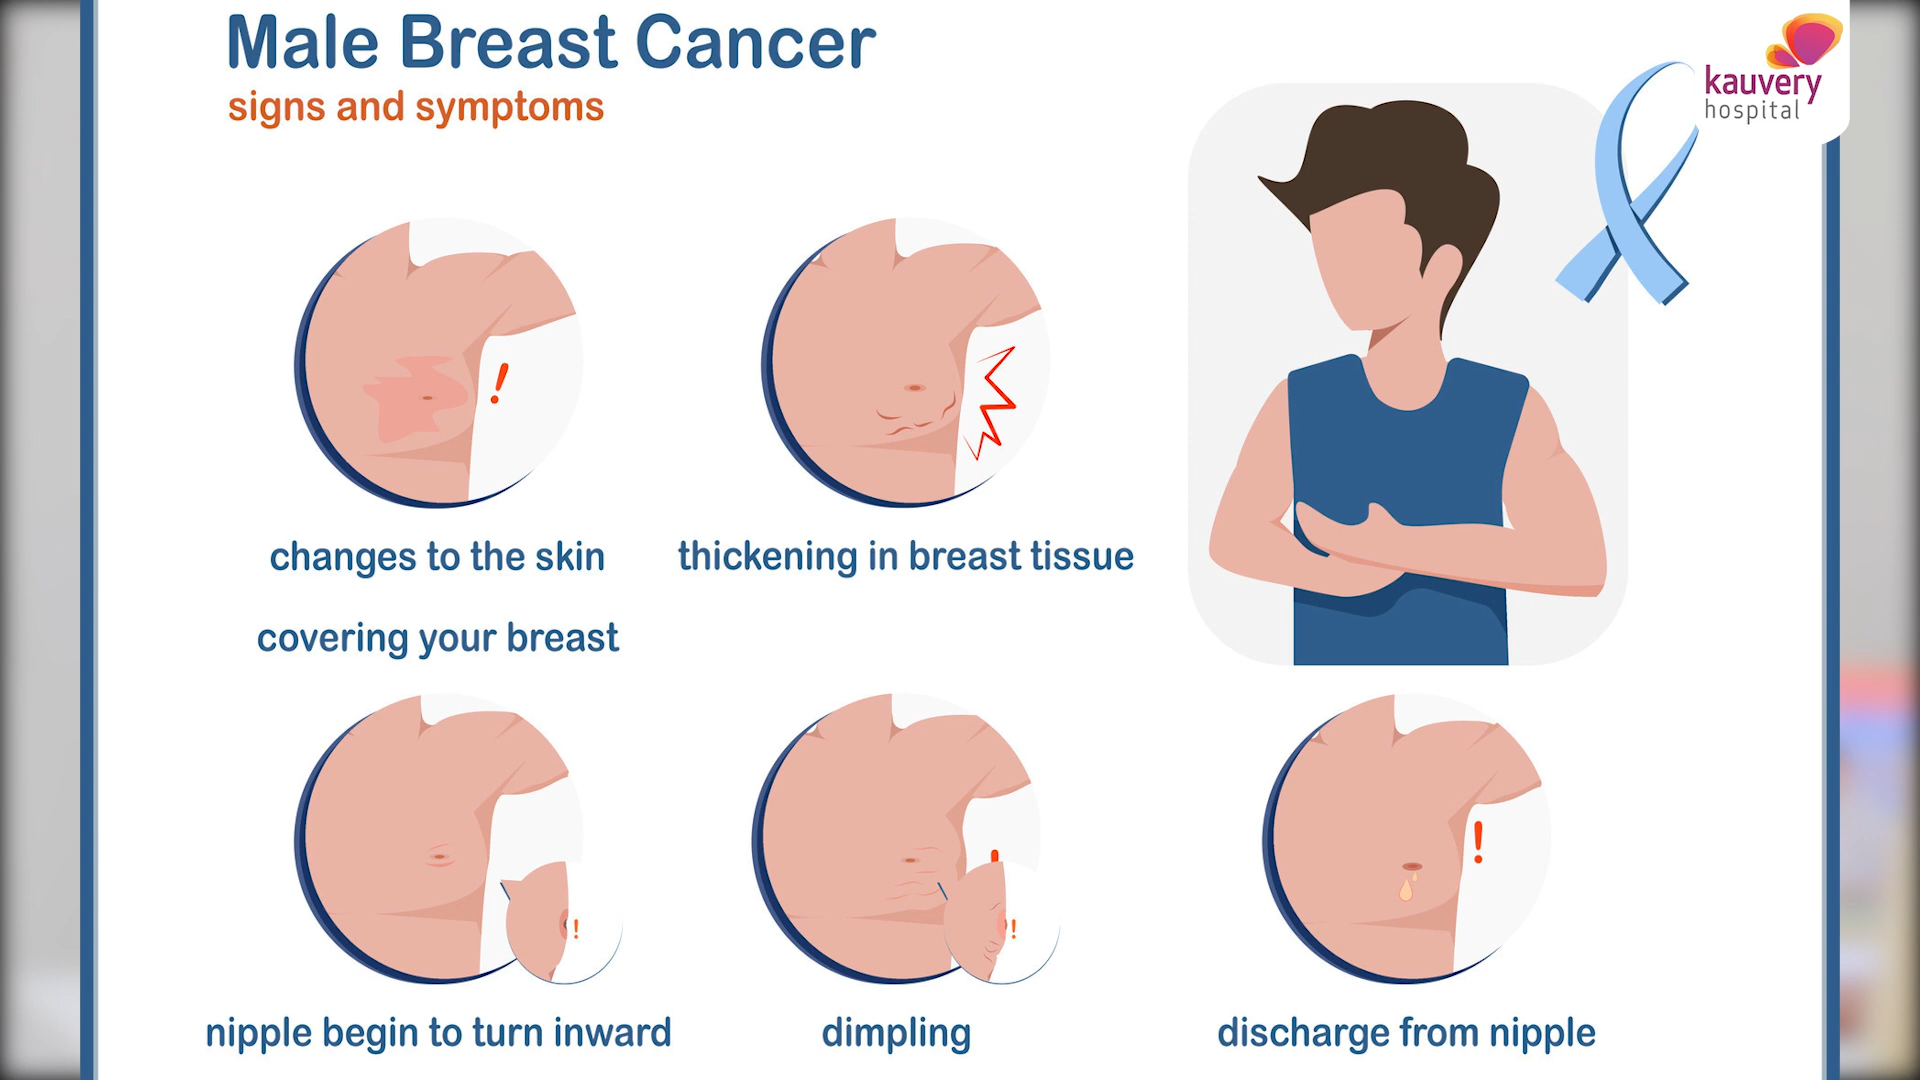 Male Breast Cancer
signs and symptoms
kauvery
hospital
changes to the skin
covering your breast
thickening in breast tissue
nipple begin to turn inward
dimpling
discharge from nipple